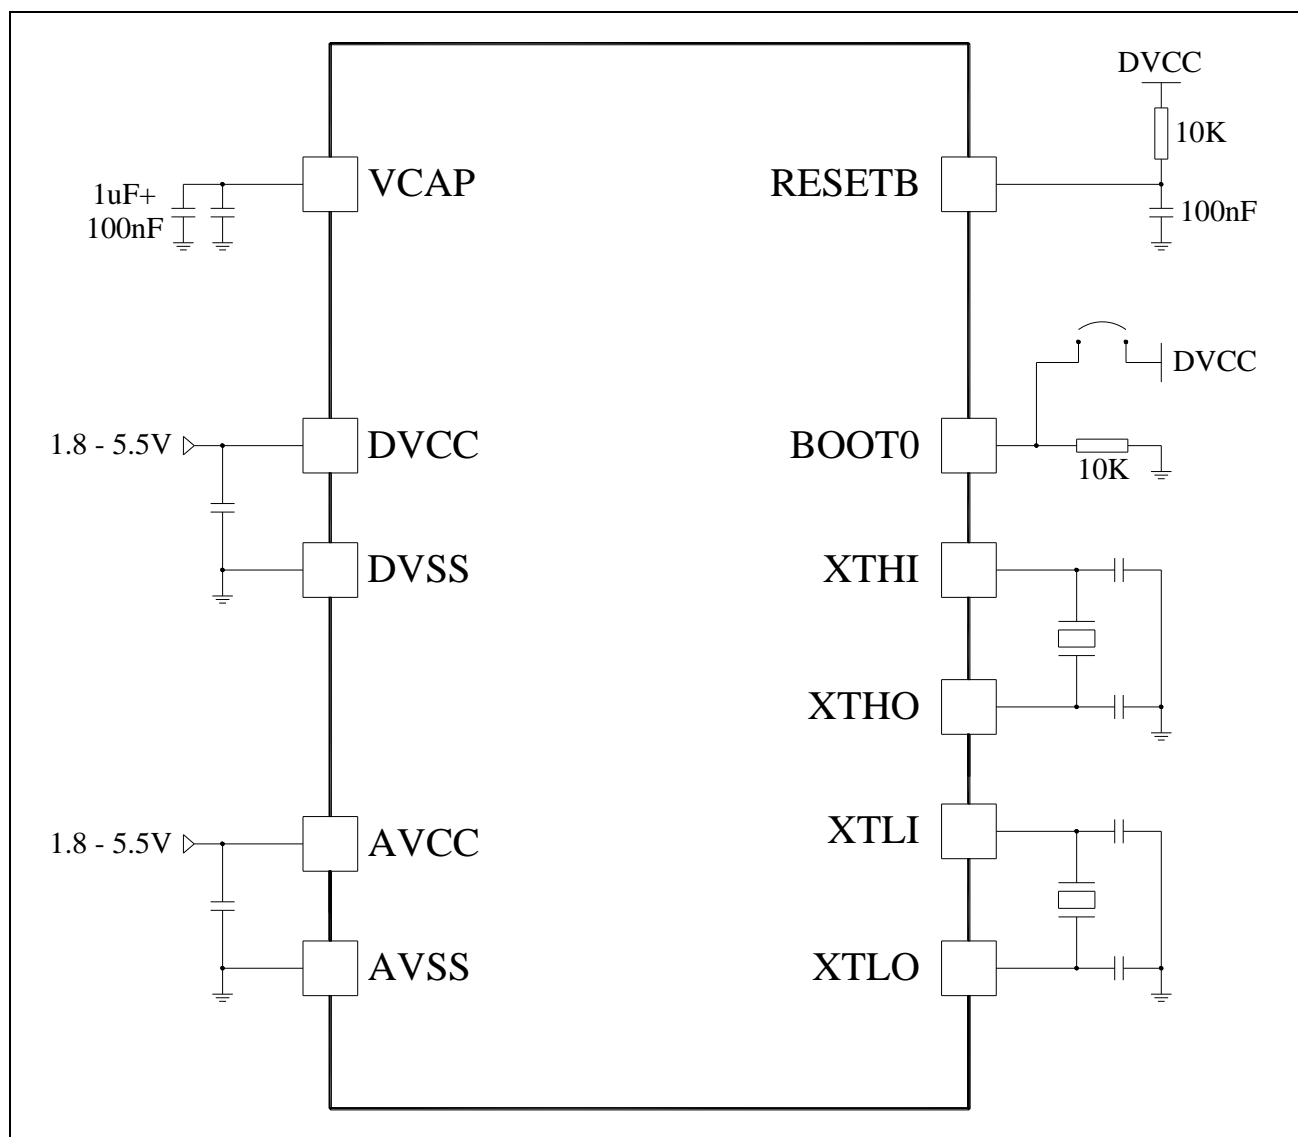 DVCC
10K
VCAP
RESETB
1uF+
100nF
100nF
DVCC
1.8 - 5.5V
DVCC
BOOT0
10K
DVSS
XTHI
XTHO
1.8 - 5.5V
AVCC
XTLI
AVSS
XTLO